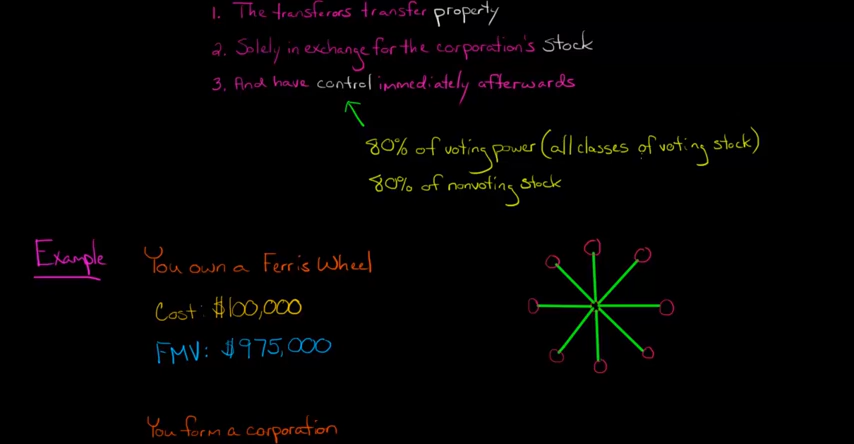 1. The transferors transfer property
2. Solely in exchange for the corporation's stock
3. And have control immediately afterwards
80% of voting power (all classes of voting stock)
80% of nonvoting stock
Example
You own a Ferris Wheel
Cost: $100,000
FMV: $975,000
You form a corporation